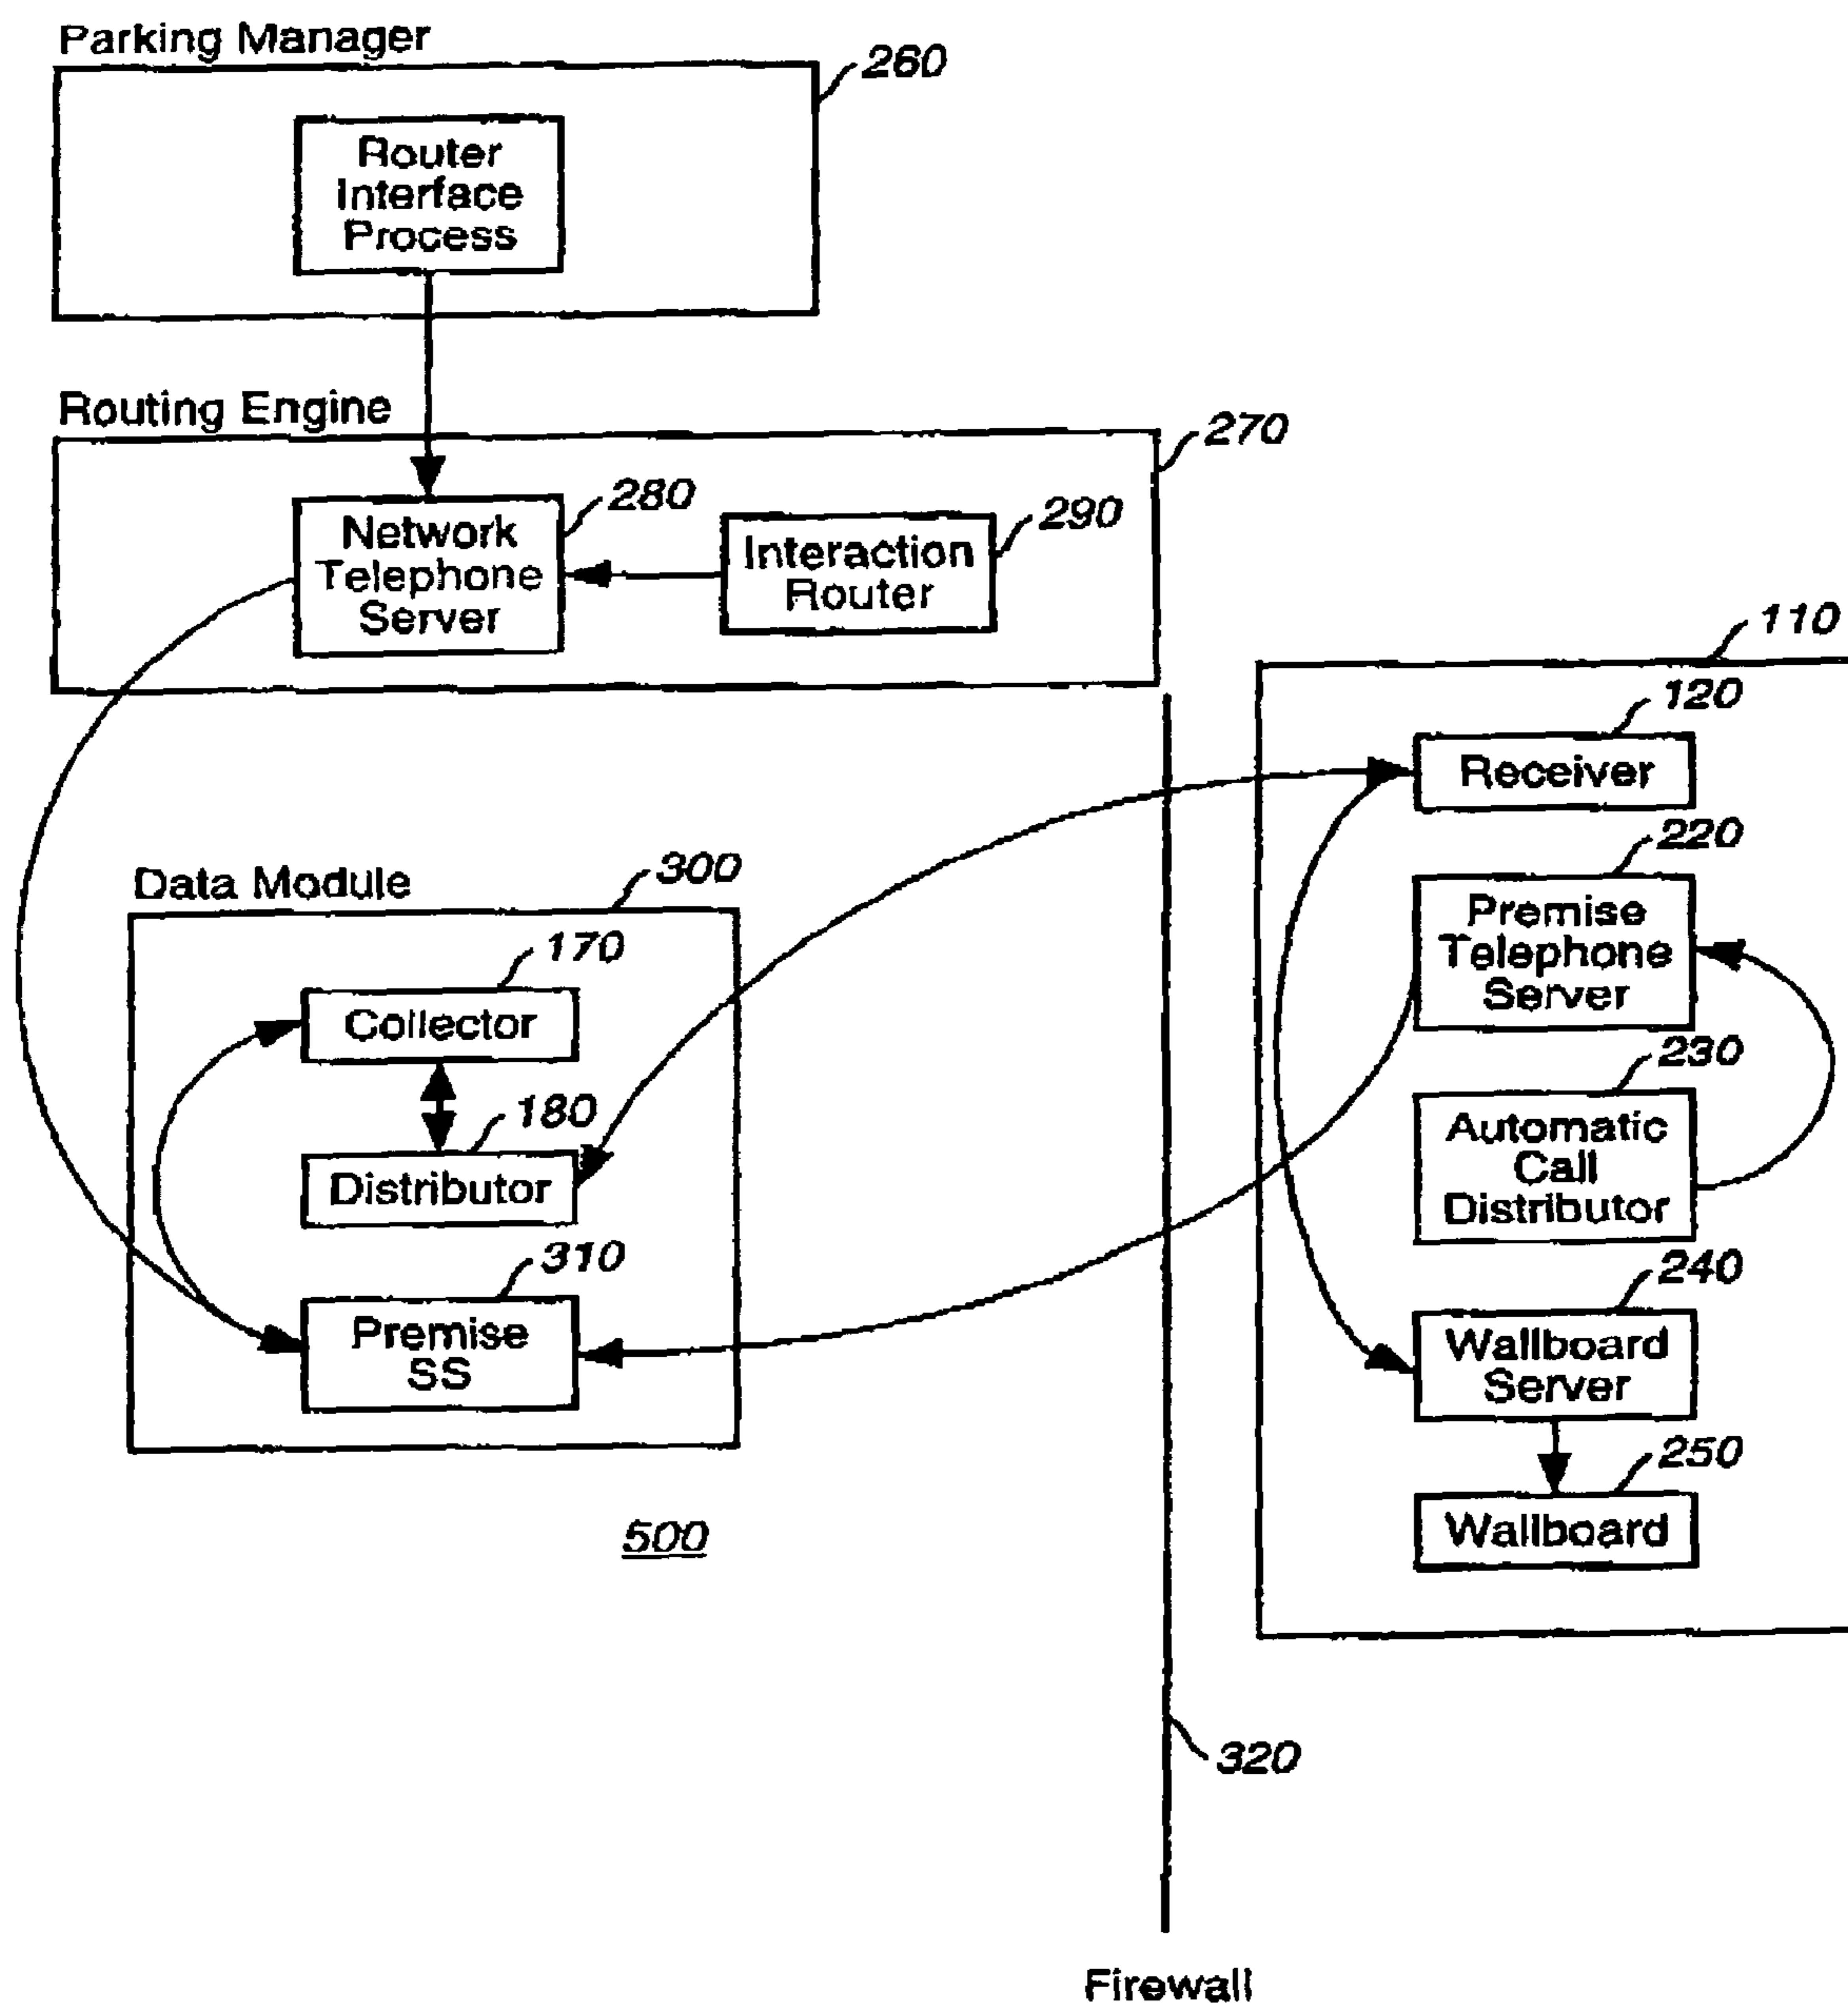 Parking Manager
260
Router
Interface
Process
Routing Engine
270
280
Network
Telephone
Server
290
Interaction
Router
110
120
Receiver
220
Premise
Telephone
Server
230
Automatic
Call
Distributor
240
Wallboard
Server
250
Wallboard
Data Module
300
170
Collector
180
Distributor
310
Premise
SS
500
320
Firewall